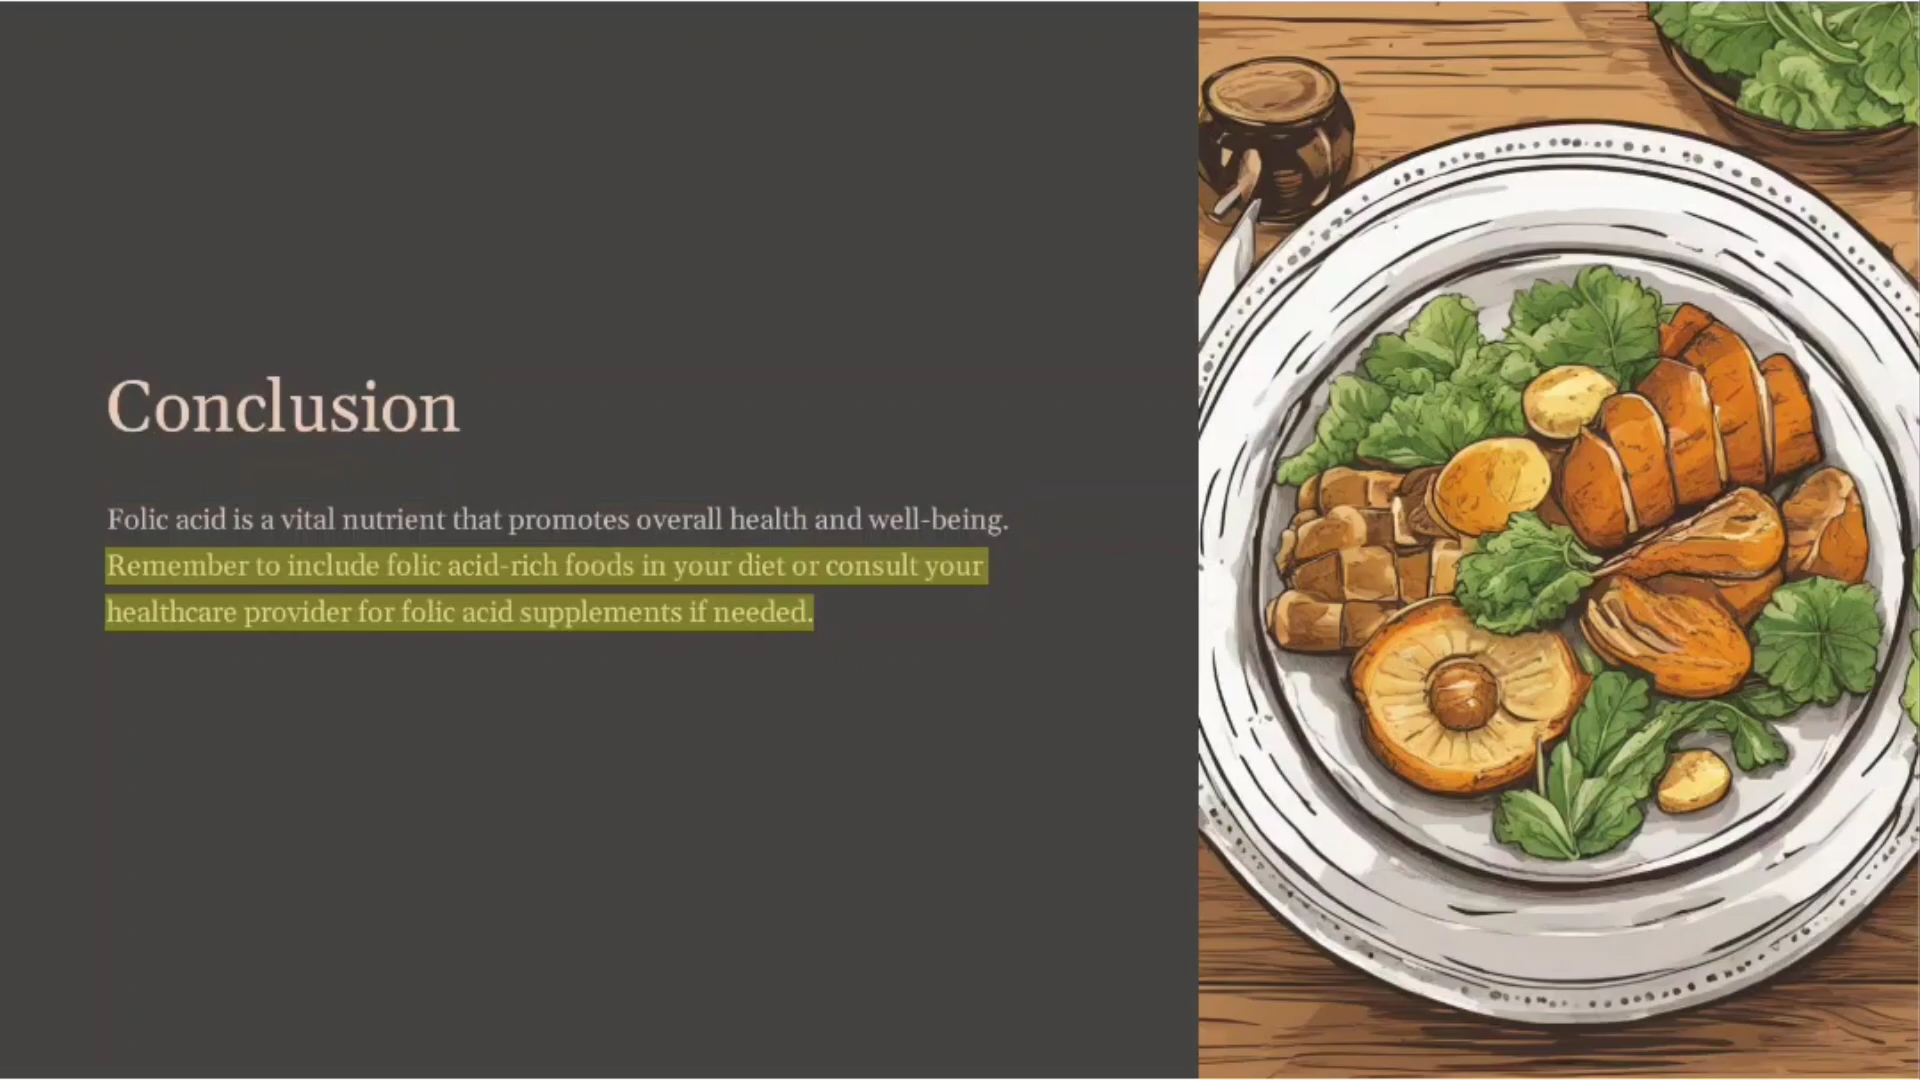 Conclusion
Folic acid is a vital nutrient that promotes overall health and well-being.
Remember to include folic acid-rich foods in your diet or consult your
healthcare provider for folic acid supplements if needed.